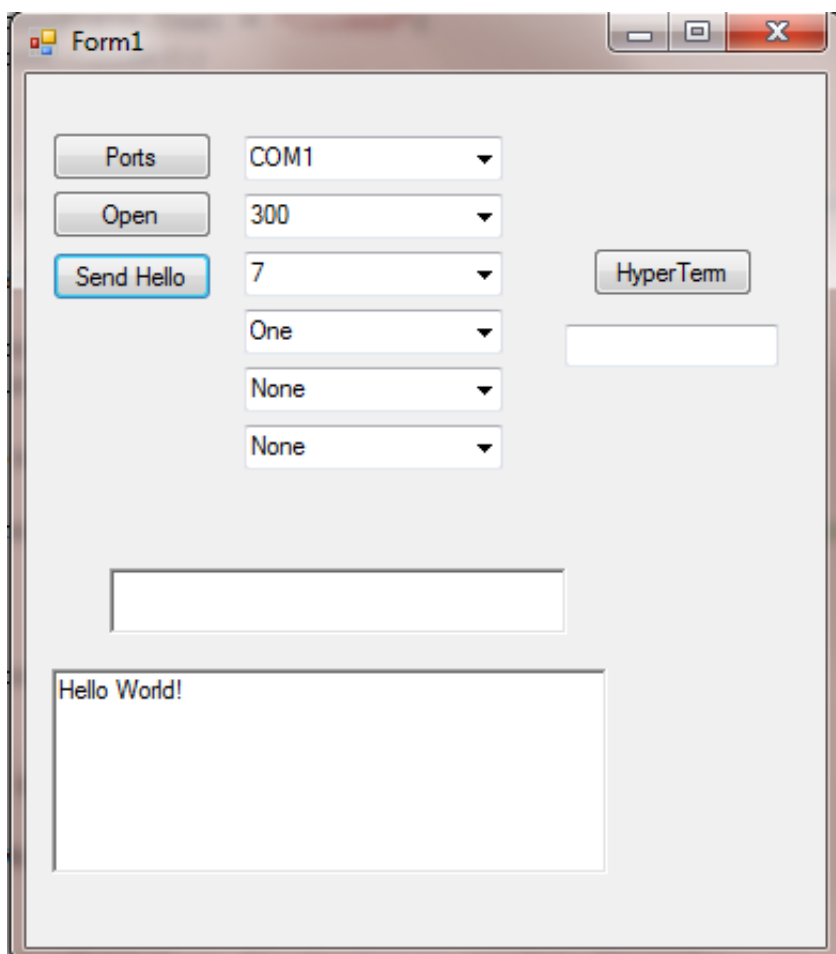 Form1
Ports COM1
Open 300
Send Hello 7 HyperTerm
One
None
None
Hello World!